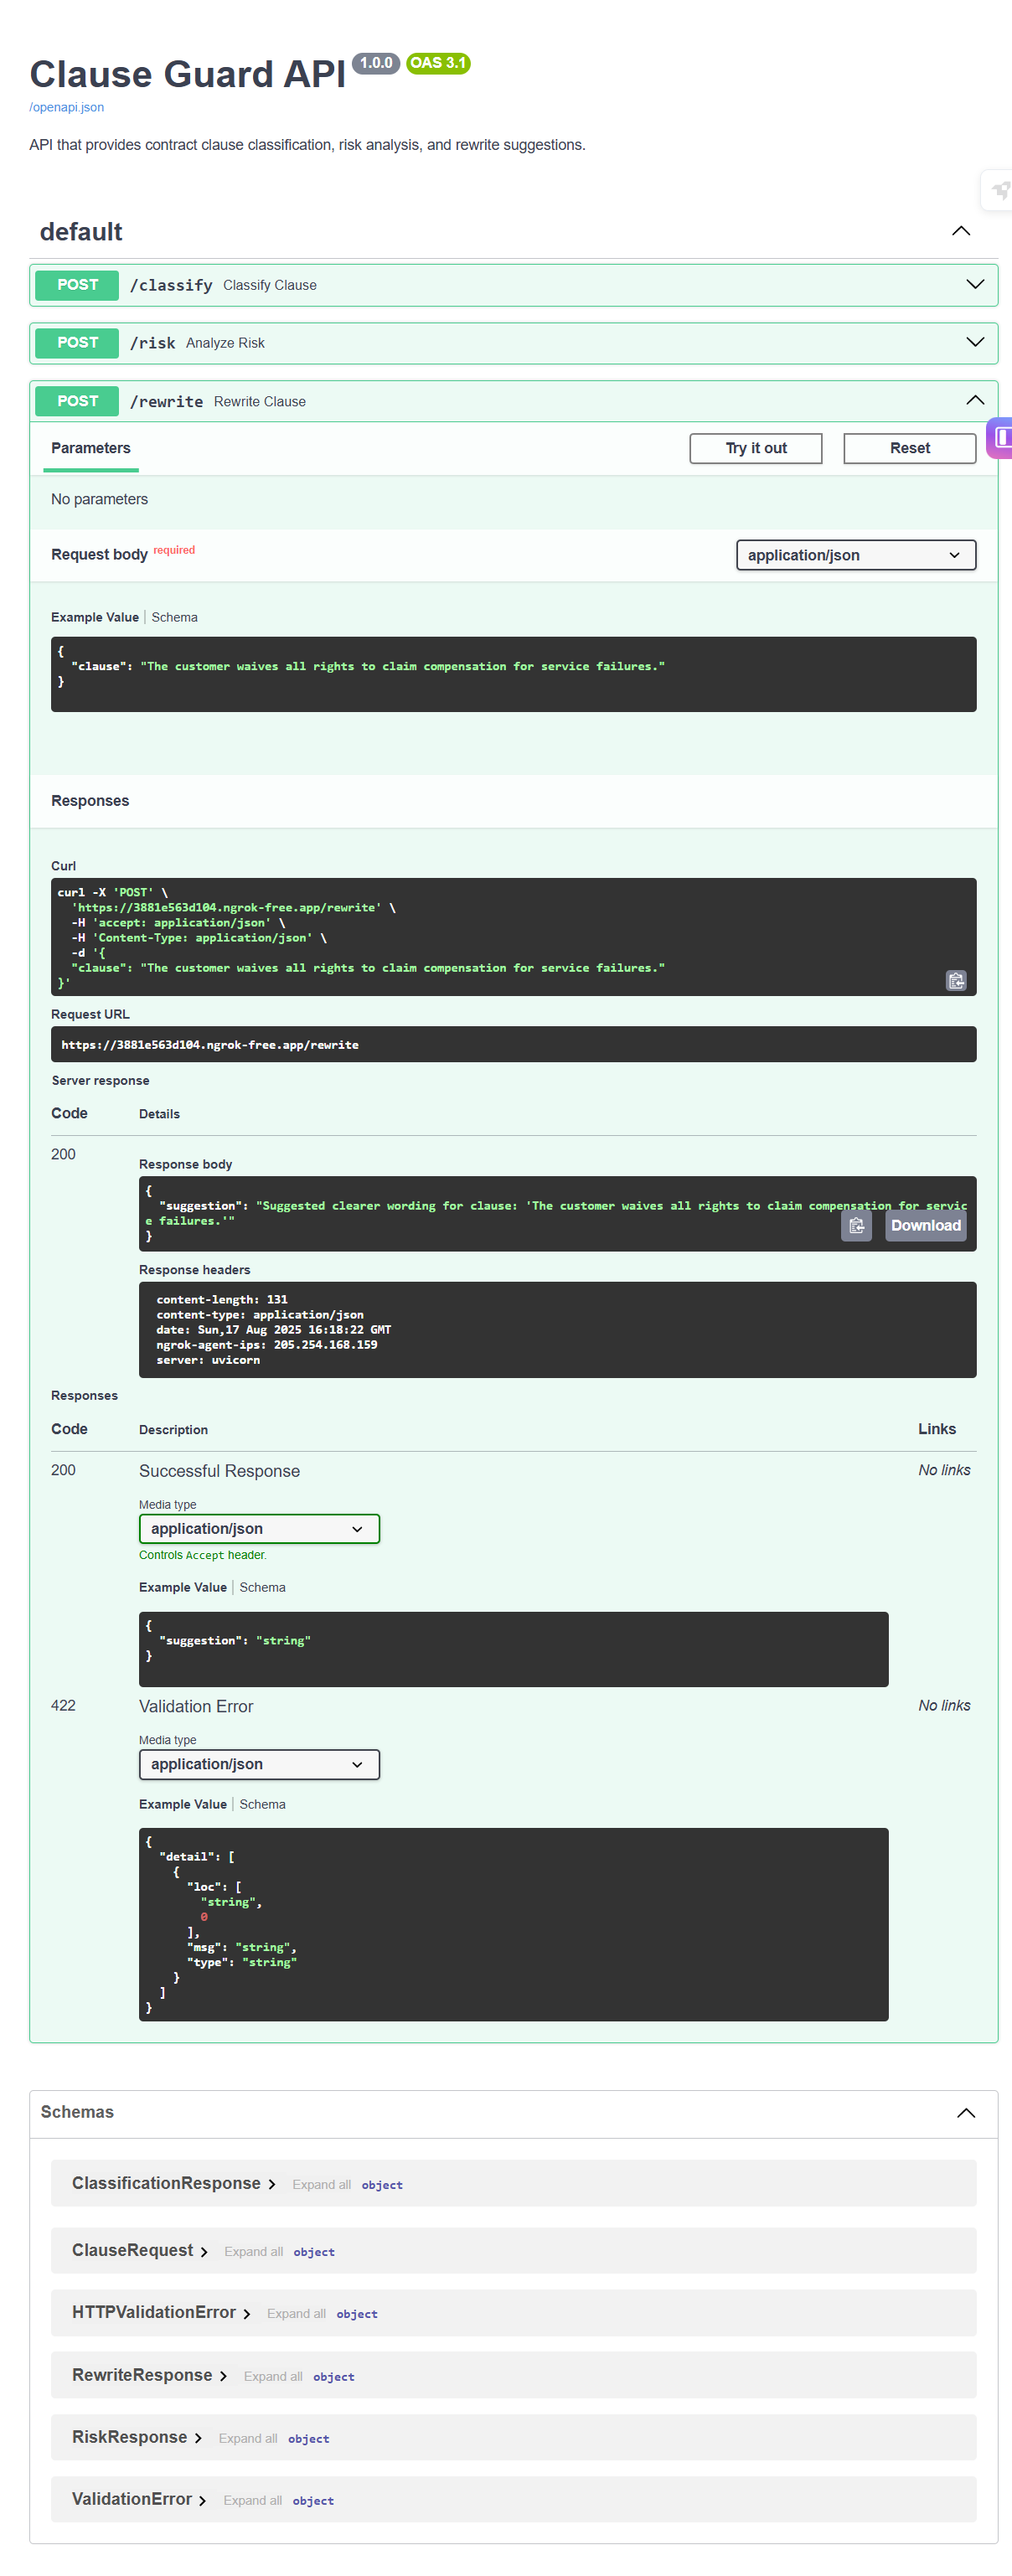 Clause Guard API 1.0.0 OAS 3.1
/openapi.json
API that provides contract clause classification, risk analysis, and rewrite suggestions.
default
POST /classify Classify Clause
POST /risk Analyze Risk
POST /rewrite Rewrite Clause
Parameters Try it out Reset
No parameters
Request body required application/json
Example Value Schema
{
"clause": "The customer waives all rights to claim compensation for service failures."
}
Responses
Curl
curl -X 'POST' \
'https://3881e563d104.ngrok-free.app/rewrite' \
-H 'accept: application/json' \
-H 'Content-Type: application/json' \
-d '{
"clause": "The customer waives all rights to claim compensation for service failures."
}'
Request URL
https://3881e563d104.ngrok-free.app/rewrite
Server response
Code Details
200
Response body
{
"suggestion": "Suggested clearer wording for clause: 'The customer waives all rights to claim compensation for servic
e failures.'"
}
Download
Response headers
content-length: 131
content-type: application/json
date: Sun,17 Aug 2025 16:18:22 GMT
ngrok-agent-ips: 205.254.168.159
server: uvicorn
Responses
Code Description Links
200 Successful Response No links
Media type
application/json
Controls Accept header.
Example Value Schema
{
"suggestion": "string"
}
422 Validation Error No links
Media type
application/json
Example Value Schema
{
"detail": [
{
"loc": [
"string",
0
],
"msg": "string",
"type": "string"
}
]
}
Schemas
ClassificationResponse Expand all object
ClauseRequest Expand all object
HTTPValidationError Expand all object
RewriteResponse Expand all object
RiskResponse Expand all object
ValidationError Expand all object